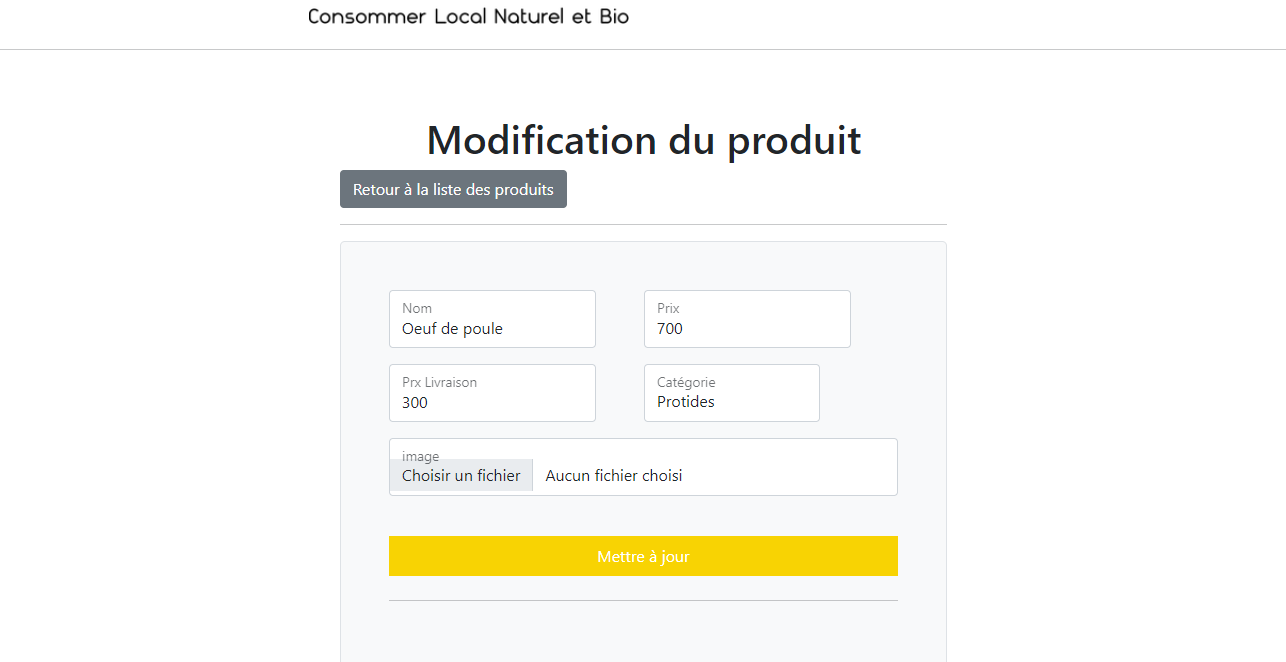 Consommer Local Naturel et Bio
Modification du produit
Retour à la liste des produits
Nom
Oeuf de poule
Prix
700
Prx Livraison
300
Catégorie
Protides
image
Choisir un fichier Aucun fichier choisi
Mettre à jour